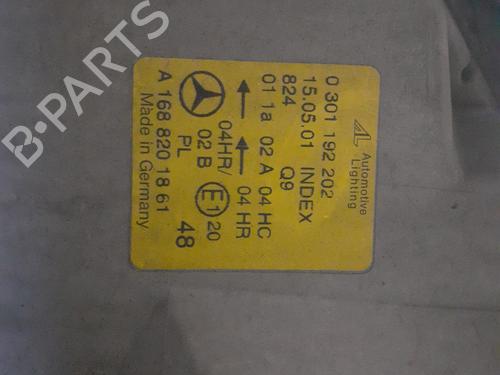 Automotive
Lighting
0 301 192 202
15.05.01 INDEX
824 Q9
01 1a 02 A 04 HC
04 HR
04HR/
02 B E1 20
PL 48
A 168 820 18 61
Made in Germany
B-PARTS